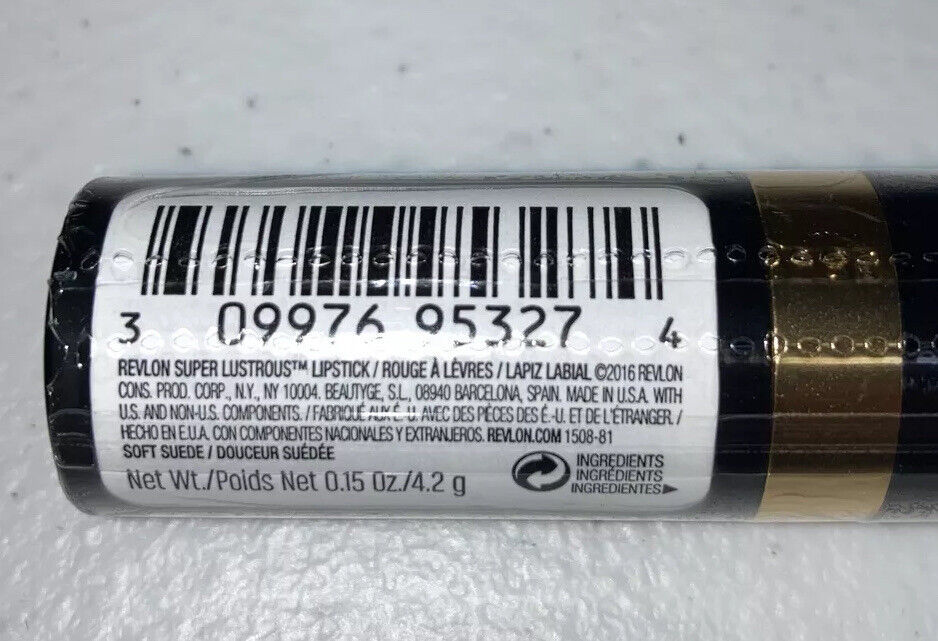 3 09976 95327 4
REVLON SUPER LUSTROUS™ LIPSTICK / ROUGE À LÈVRES / LAPIZ LABIAL ©2016 REVLON
CONS. PROD. CORP., N.Y., NY 10004. BEAUTYGE, S.L., 08940 BARCELONA, SPAIN. MADE IN U.S.A. WITH
U.S. AND NON-U.S. COMPONENTS. / FABRIQUÉ AUX É.-U. AVEC DES PIÈCES DES É.-U. ET DE L'ÉTRANGER. /
HECHO EN E.U.A. CON COMPONENTES NACIONALES Y EXTRANJEROS. REVLON.COM 1508-81
SOFT SUEDE / DOUCEUR SUÉDÉE
Net Wt./Poids Net 0.15 Oz./4.2 g
INGREDIENTS
INGRÉDIENTS
INGREDIENTES